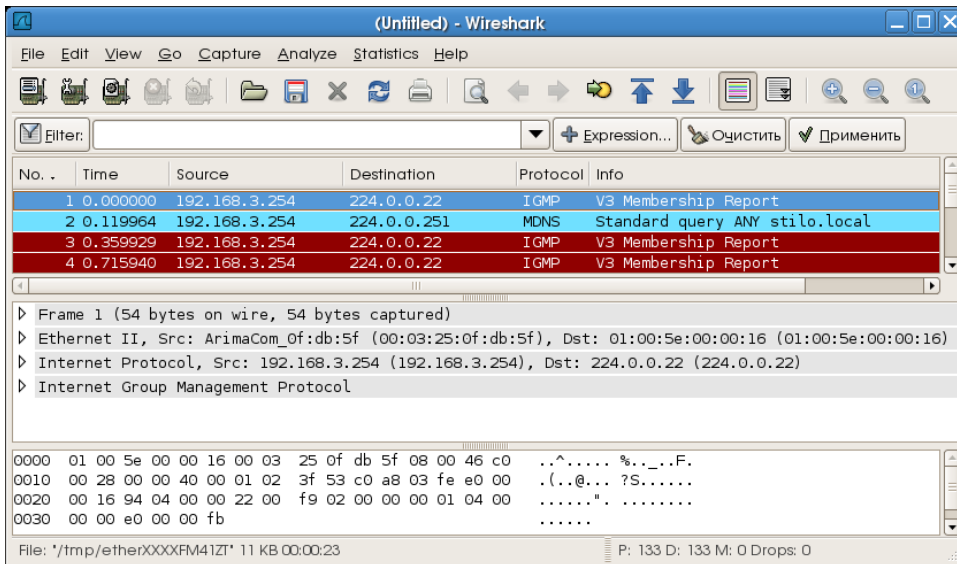 (Untitled) - Wireshark
File Edit View Go Capture Analyze Statistics Help
Filter: Expression... Очистить Применить
No. . Time Source Destination Protocol Info
1 0.000000 192.168.3.254 224.0.0.22 IGMP V3 Membership Report
2 0.119964 192.168.3.254 224.0.0.251 MDNS Standard query ANY stilo.local
3 0.359929 192.168.3.254 224.0.0.22 IGMP V3 Membership Report
4 0.715940 192.168.3.254 224.0.0.22 IGMP V3 Membership Report
Frame 1 (54 bytes on wire, 54 bytes captured)
Ethernet II, Src: ArimaCom_0f:db:5f (00:03:25:0f:db:5f), Dst: 01:00:5e:00:00:16 (01:00:5e:00:00:16)
Internet Protocol, Src: 192.168.3.254 (192.168.3.254), Dst: 224.0.0.22 (224.0.0.22)
Internet Group Management Protocol
0000 01 00 5e 00 00 16 00 03 25 0f db 5f 08 00 46 c0 ..^..... %.._..F.
0010 00 28 00 00 40 00 01 02 3f 53 c0 a8 03 fe e0 00 .(..@... ?S......
0020 00 16 94 04 00 00 22 00 f9 02 00 00 00 01 04 00 ......". ........
0030 00 00 e0 00 00 fb ......
File: "/tmp/etherXXXXFM41ZT" 11 KB 00:00:23 P: 133 D: 133 M: 0 Drops: 0